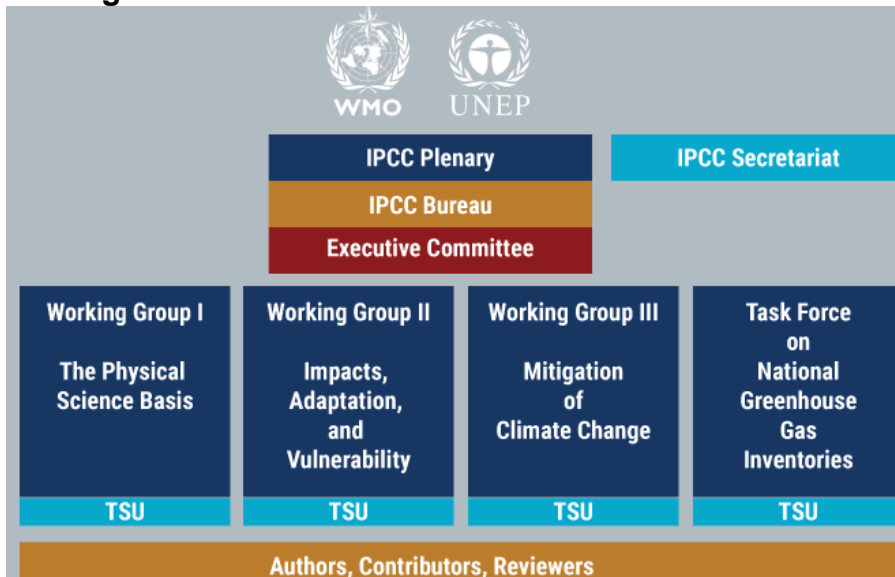 WMO
UNEP
IPCC Plenary
IPCC Secretariat
IPCC Bureau
Executive Committee
Working Group I
The Physical
Science Basis
TSU
Working Group II
Impacts,
Adaptation,
and
Vulnerability
TSU
Working Group III
Mitigation
of
Climate Change
TSU
Task Force
on
National
Greenhouse
Gas
Inventories
TSU
Authors, Contributors, Reviewers